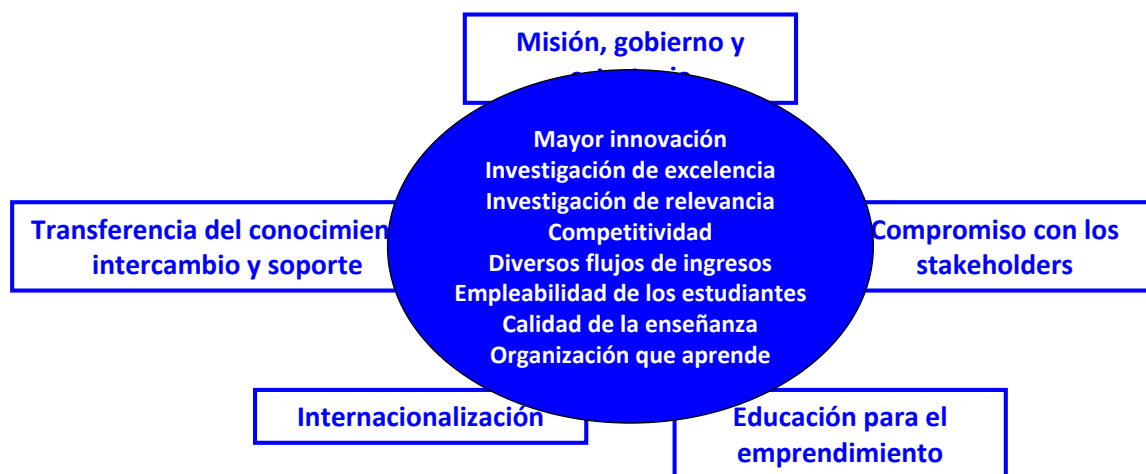 Misión, gobierno y
Mayor innovación
Investigación de excelencia
Investigación de relevancia
Competitividad
Diversos flujos de ingresos
Empleabilidad de los estudiantes
Calidad de la enseñanza
Organización que aprende
Transferencia del
intercambio y soporte
Compromiso con los
stakeholders
Internacionalización
Educación para el
emprendimiento